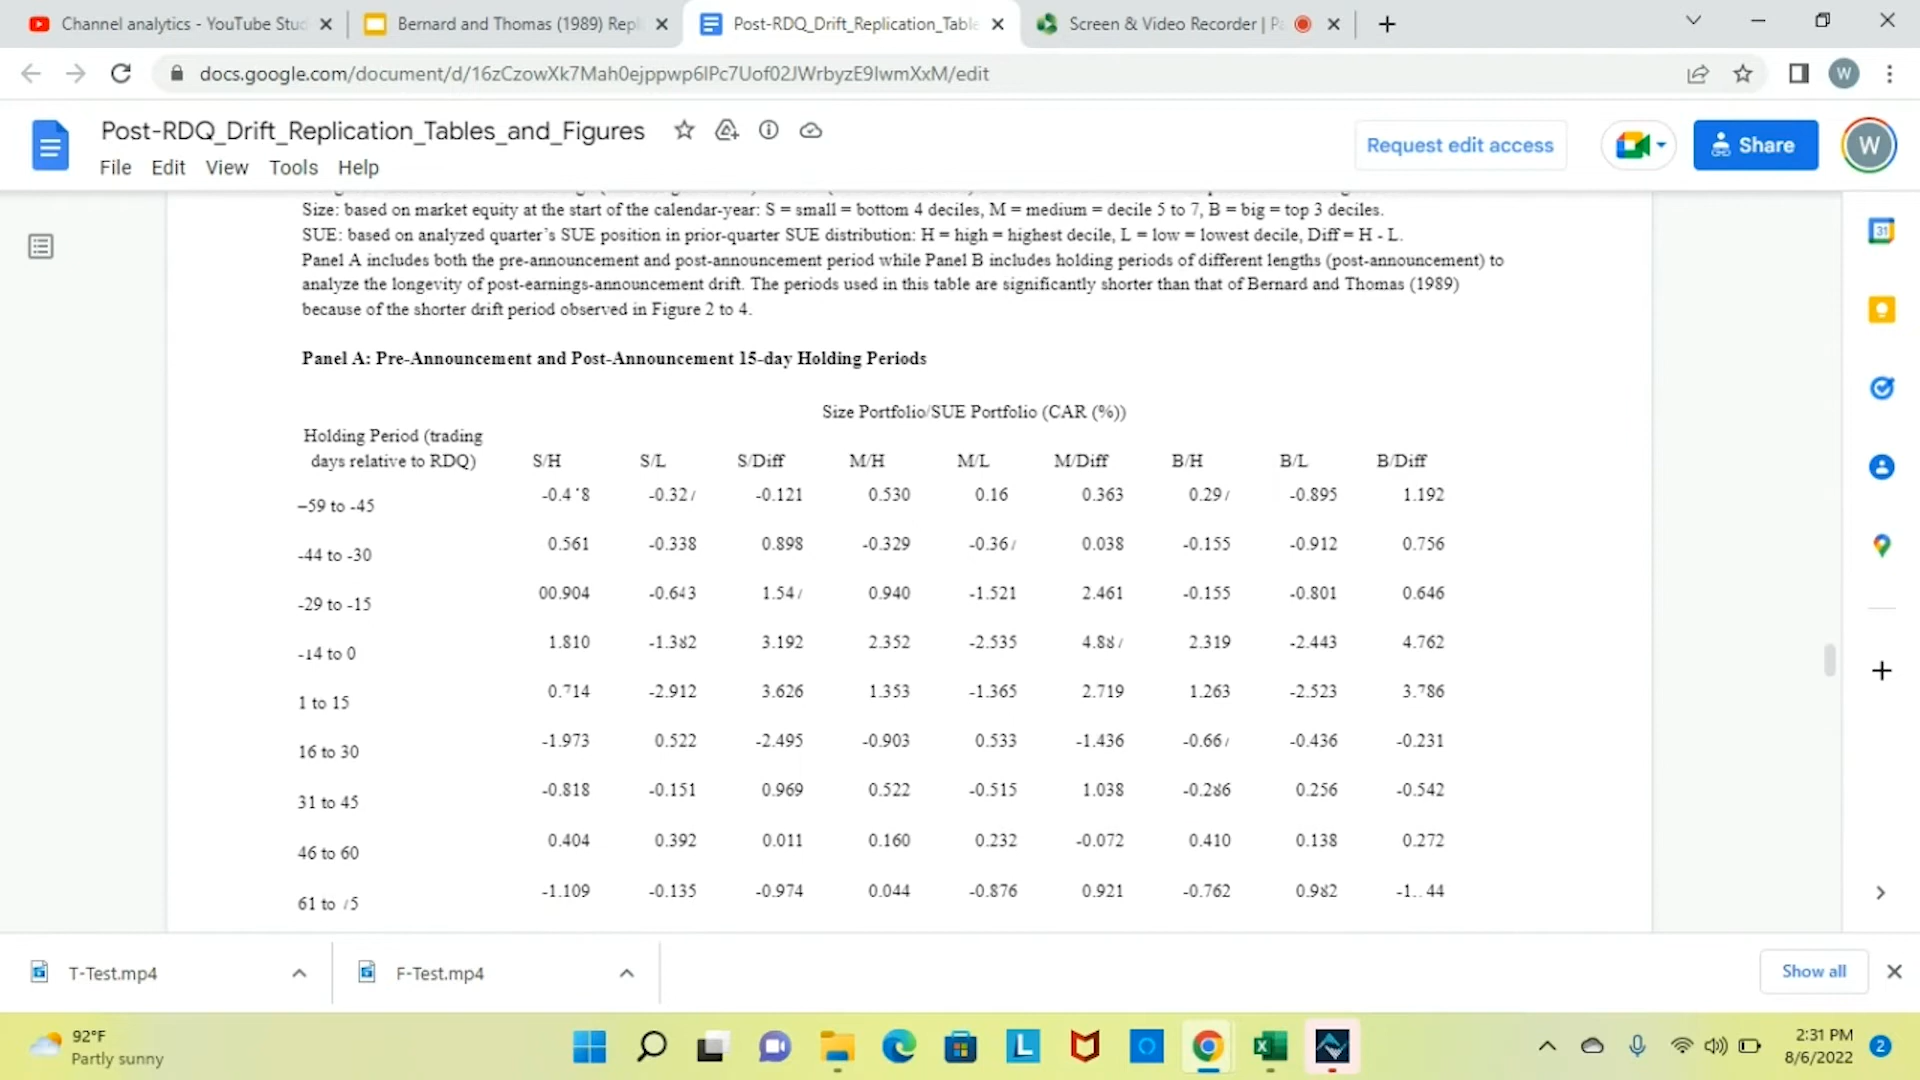 Channel analytics - YouTube Stud
Bernard and Thomas (1989) Repl
Post-RDQ_Drift_Replication_Table
Screen & Video Recorder | Pa
docs.google.com/document/d/16zCzowXk7Mah0ejppwp6lPc7Uof02JWrbyzE9IwmXxM/edit
W
Post-RDQ_Drift_Replication_Tables_and_Figures
File Edit View Tools Help
Request edit access
Share
W
Size: based on market equity at the start of the calendar-year: S = small = bottom 4 deciles, M = medium = decile 5 to 7, B = big = top 3 deciles.
SUE: based on analyzed quarter's SUE position in prior-quarter SUE distribution: H = high = highest decile, L = low = lowest decile, Diff = H - L.
Panel A includes both the pre-announcement and post-announcement period while Panel B includes holding periods of different lengths (post-announcement) to
analyze the longevity of post-earnings-announcement drift. The periods used in this table are significantly shorter than that of Bernard and Thomas (1989)
because of the shorter drift period observed in Figure 2 to 4.
Panel A: Pre-Announcement and Post-Announcement 15-day Holding Periods
Size Portfolio/SUE Portfolio (CAR (%))
Holding Period (trading
days relative to RDQ) S/H S/L S/Diff M/H M/L M/Diff B/H B/L B/Diff
–59 to -45 -0.327 -0.121 0.530 0.16 0.363 0.297 -0.895 1.192
-44 to -30 0.561 -0.338 0.898 -0.329 -0.367 0.038 -0.155 -0.912 0.756
-29 to -15 00.904 -0.643 1.547 0.940 -1.521 2.461 -0.155 -0.801 0.646
-14 to 0 1.810 -1.382 3.192 2.352 -2.535 4.887 2.319 -2.443 4.762
1 to 15 0.714 -2.912 3.626 1.353 -1.365 2.719 1.263 -2.523 3.786
16 to 30 -1.973 0.522 -2.495 -0.903 0.533 -1.436 -0.667 -0.436 -0.231
31 to 45 -0.818 -0.151 0.969 0.522 -0.515 1.038 -0.286 0.256 -0.542
46 to 60 0.404 0.392 0.011 0.160 0.232 -0.072 0.410 0.138 0.272
61 to 75 -1.109 -0.135 -0.974 0.044 -0.876 0.921 -0.762 0.982
31
T-Test.mp4
F-Test.mp4
Show all
92°F
Partly sunny
L
2:31 PM
8/6/2022
2